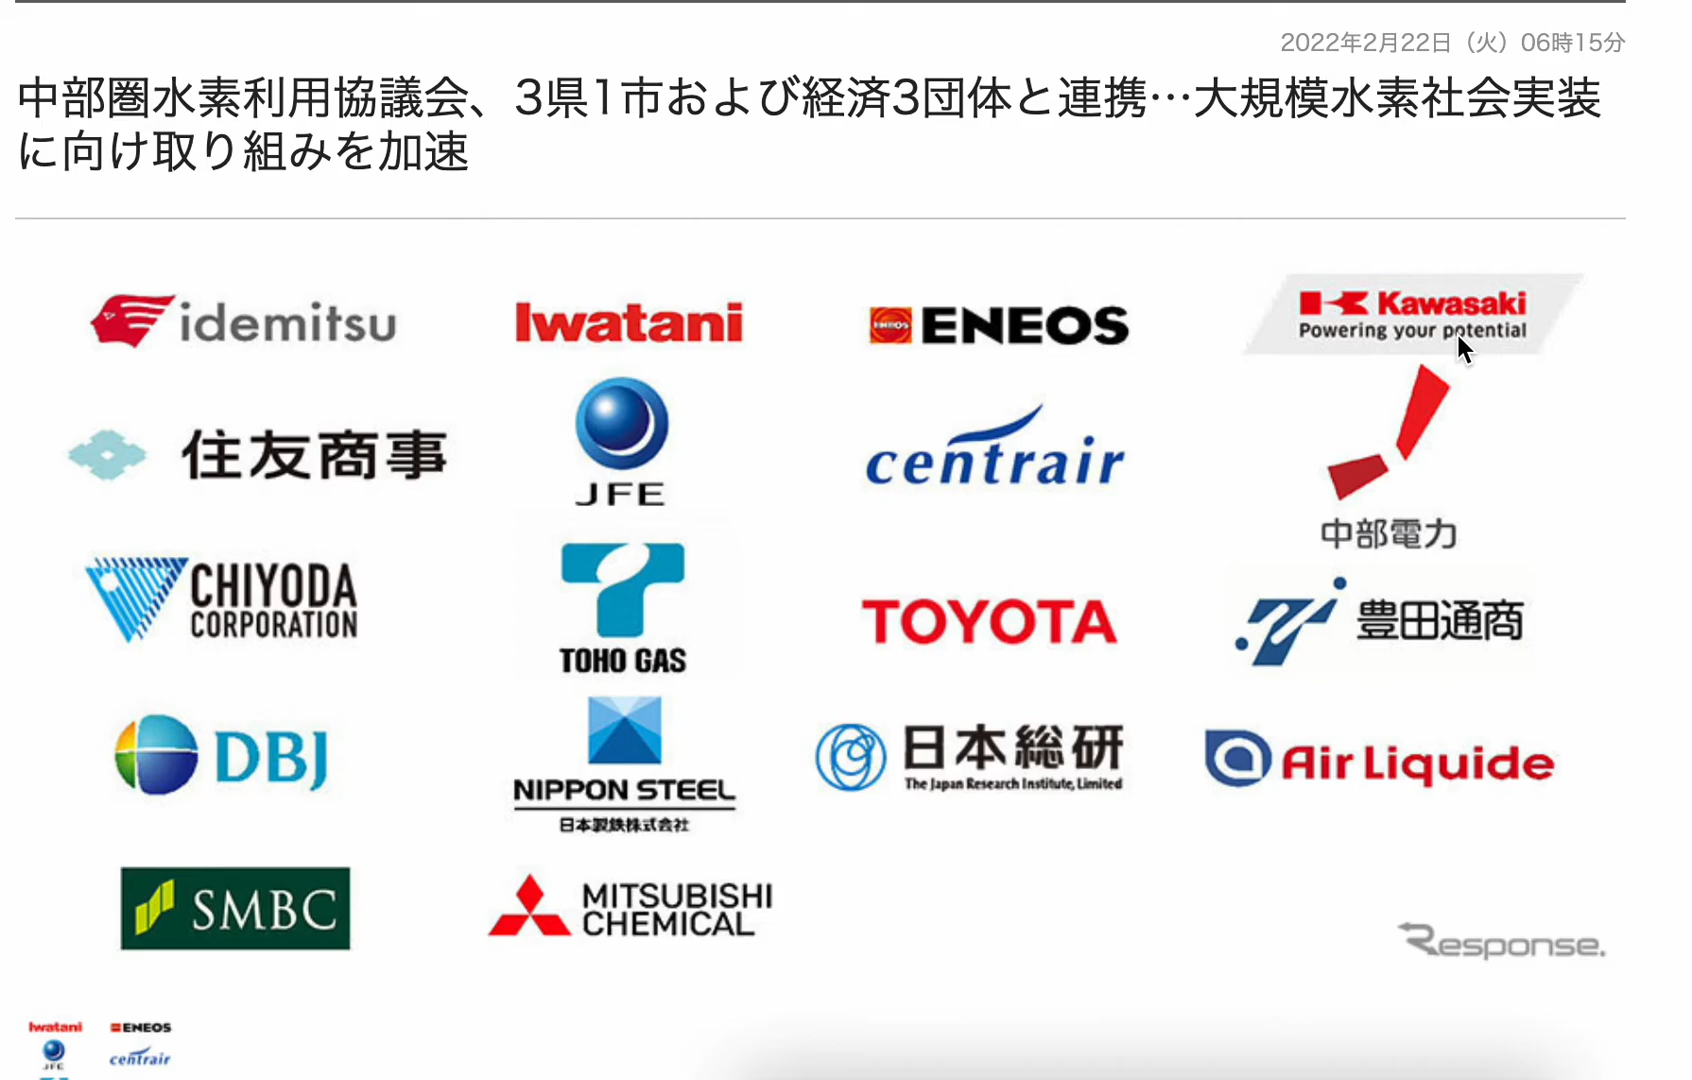 2022年2月22日（火）06時15分
中部圏水素利用協議会、3県1市および経済3団体と連携…大規模水素社会実装
に向け取り組みを加速
idemitsu
Iwatani
ENEOS
ENEOS
Kawasaki
Powering your potential
住友商事
JFE
centrair
中部電力
CHIYODA
CORPORATION
TOHO GAS
TOYOTA
豊田通商
DBJ
NIPPON STEEL
日本製鉄株式会社
日本総研
The Japan Research Institute, Limited
Air Liquide
SMBC
MITSUBISHI
CHEMICAL
Response.
Iwatani
ENEOS
JFE
centrair